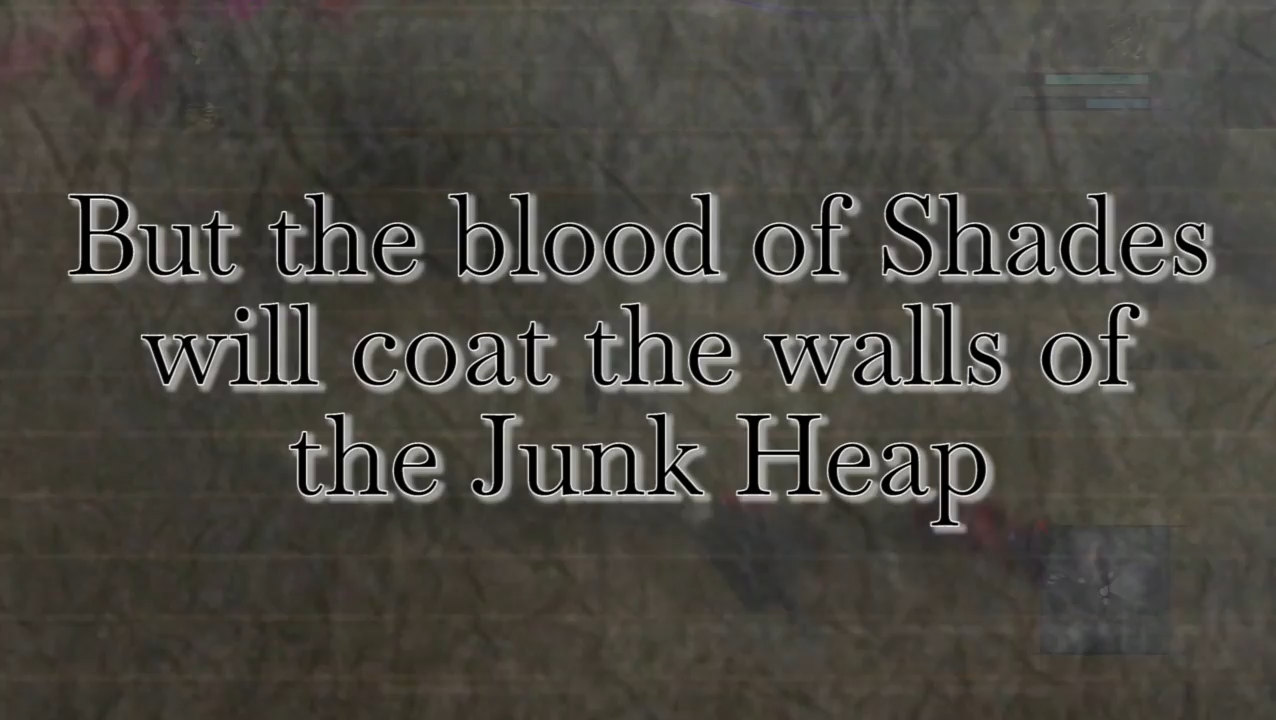 But the blood of Shades
will coat the walls of
the Junk Heap